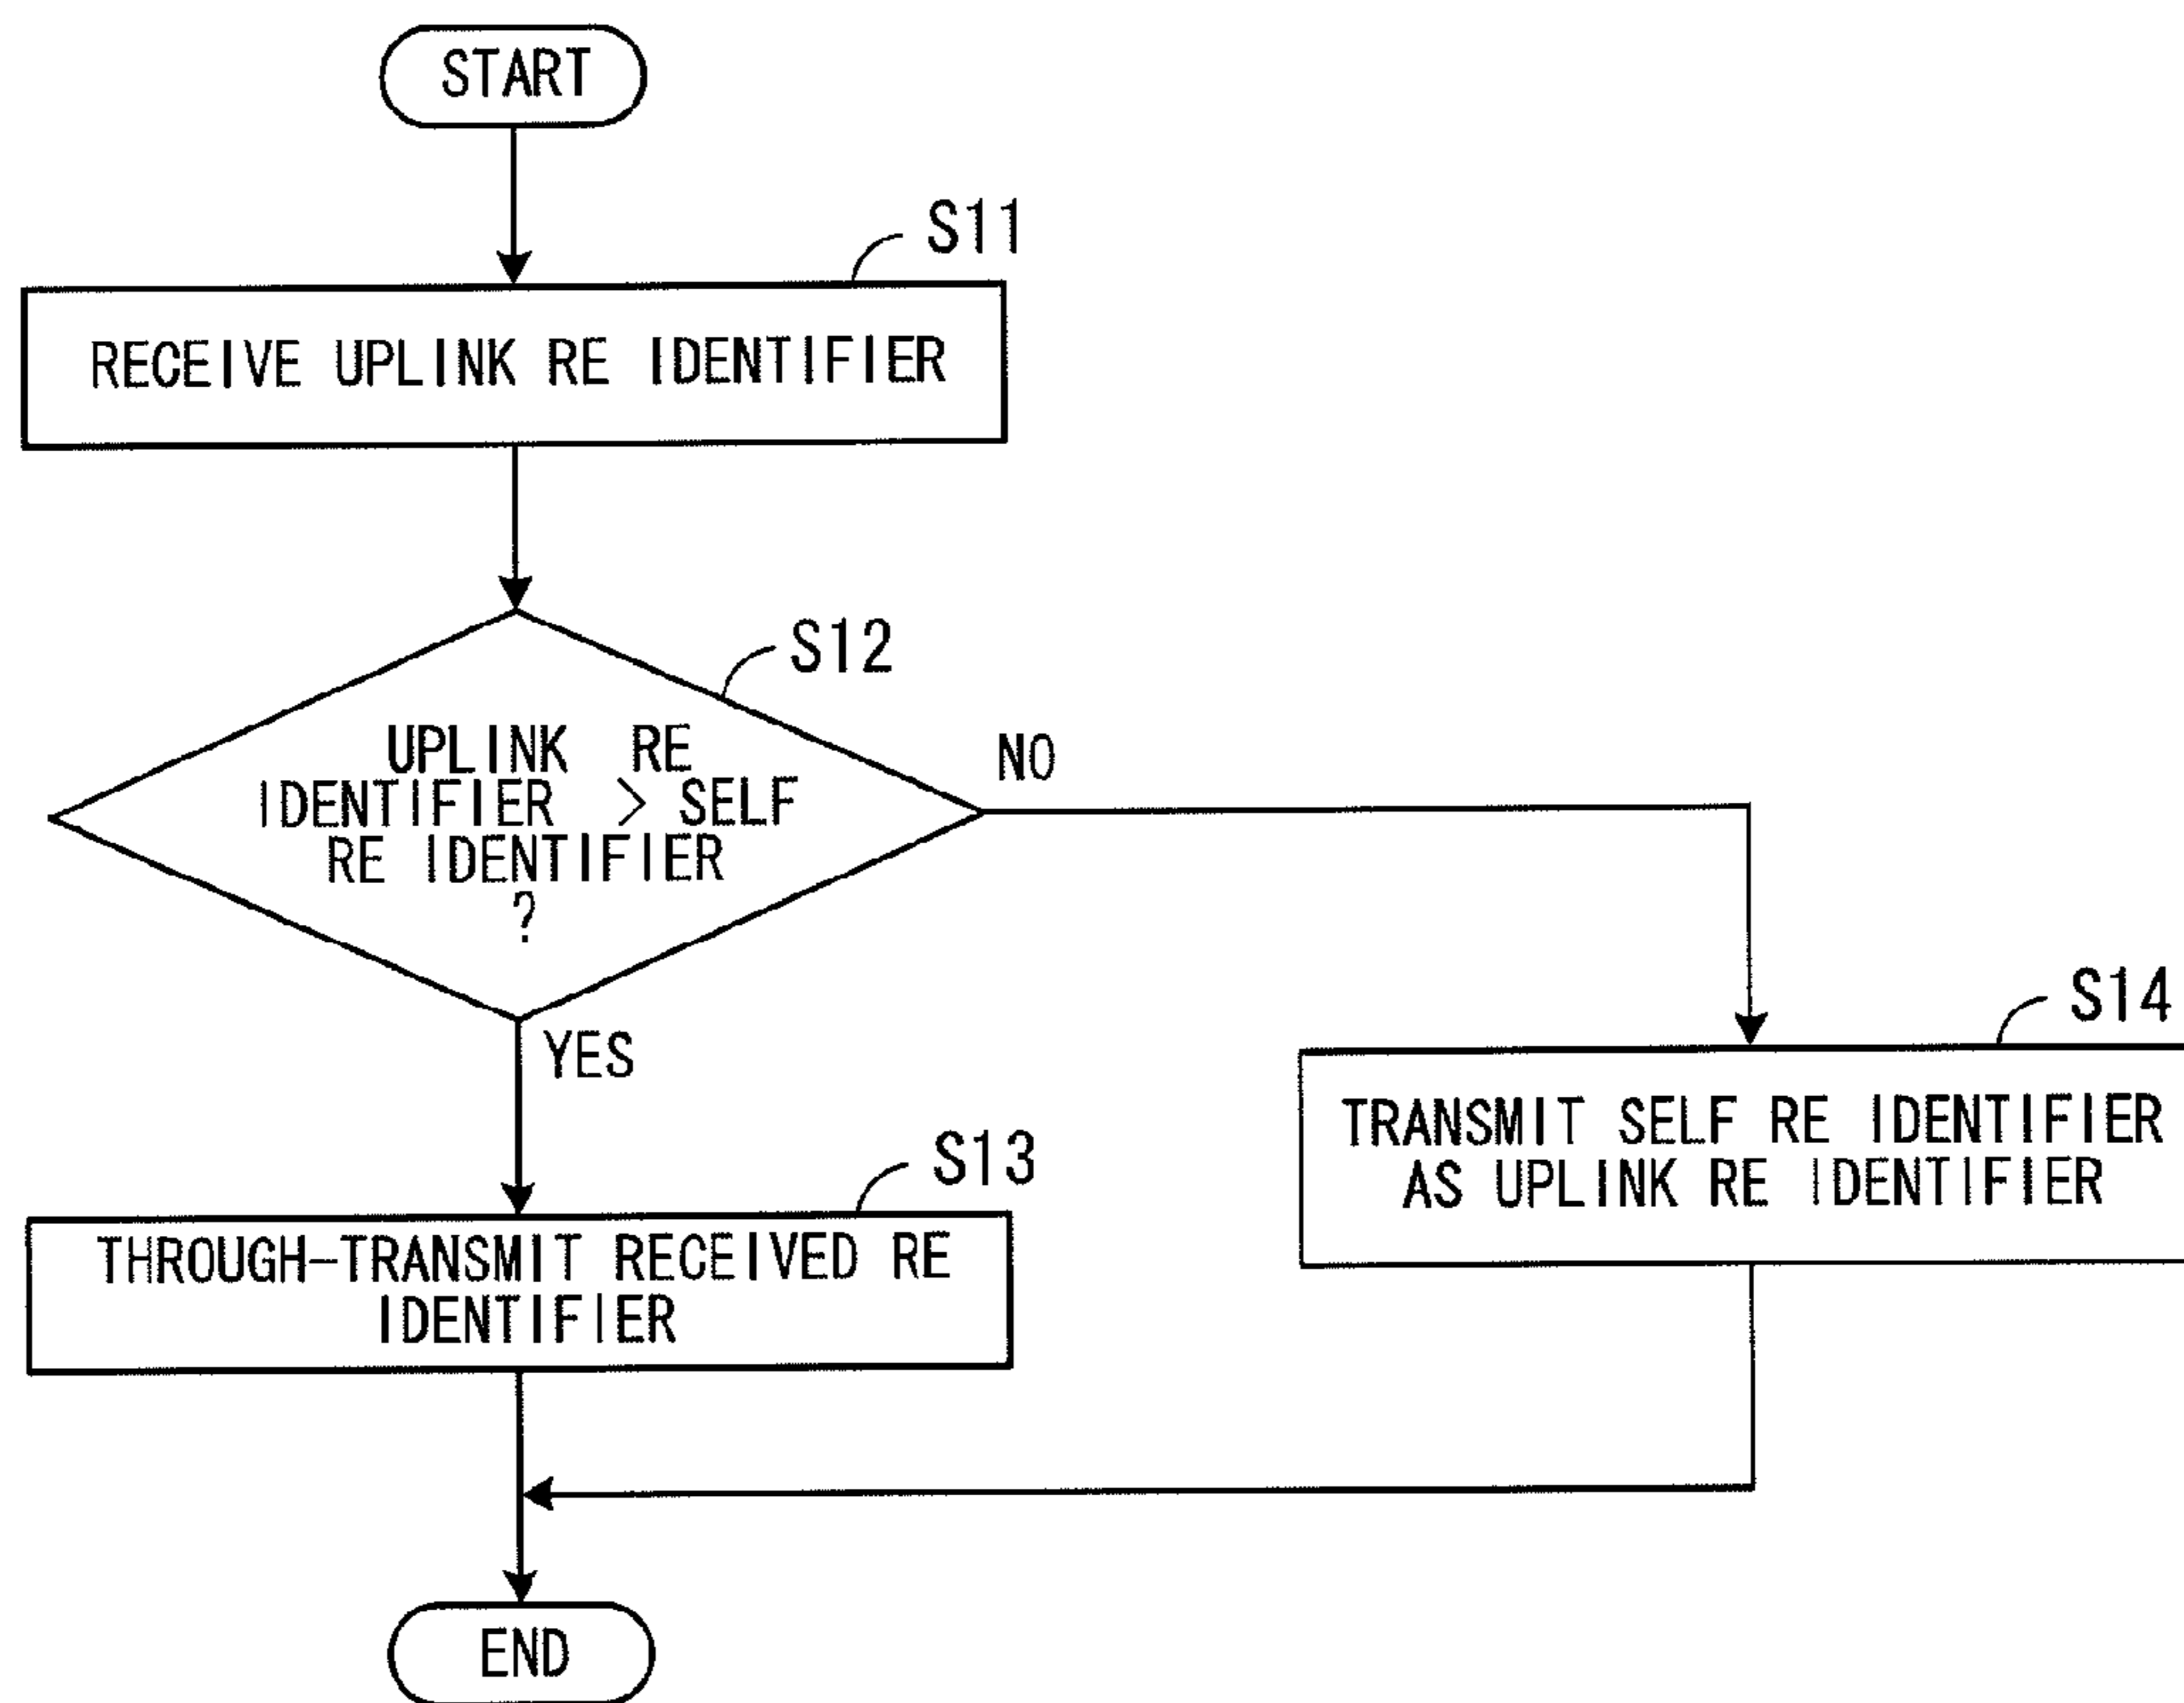 START
S11
RECEIVE UPLINK RE IDENTIFIER
S12
UPLINK RE
IDENTIFIER > SELF
RE IDENTIFIER
?
NO
YES
S14
TRANSMIT SELF RE IDENTIFIER
AS UPLINK RE IDENTIFIER
S13
THROUGH-TRANSMIT RECEIVED RE
IDENTIFIER
END